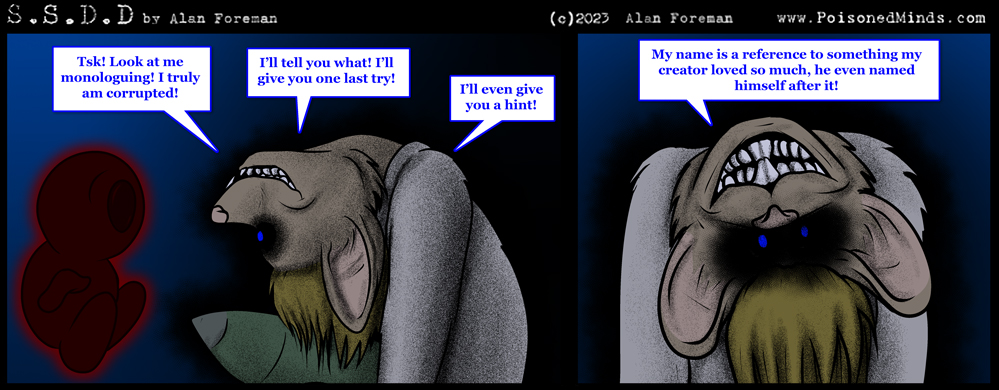 S.S.D.D by Alan Foreman (c)2023 Alan Foreman www.PoisonedMinds.com
Tsk! Look at me
monologuing! I truly
am corrupted!
I'll tell you what! I'll
give you one last try!
I'll even give
you a hint!
My name is a reference to something my
creator loved so much, he even named
himself after it!